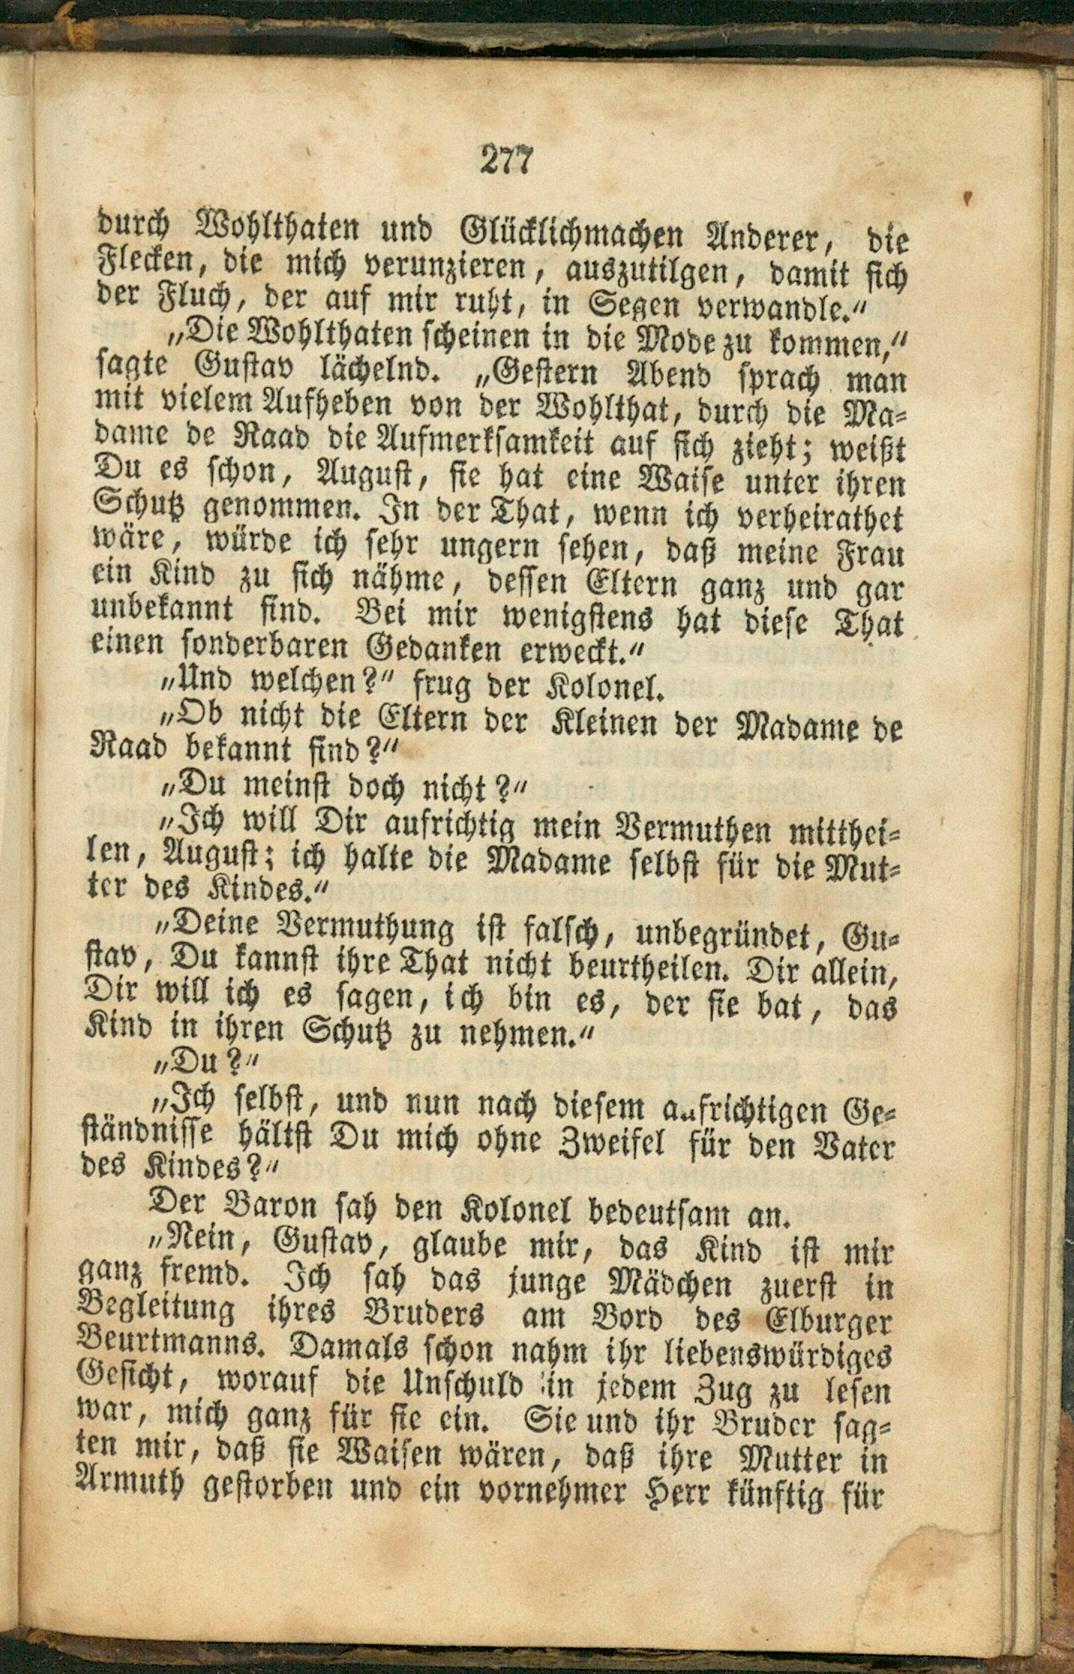 277
durch Wohlthaten und Glücklichmachen Anderer, die
Flecken, die mich verunzieren, auszutilgen, damit sich
der Fluch, der auf mir ruht, in Segen verwandle.“
„Die Wohlthaten scheinen in die Mode zu kommen,“
sagte Gustav lächelnd. „Gestern Abend sprach man
mit vielem Aufheben von der Wohlthat, durch die Ma-
dame de Raad die Aufmerksamkeit auf sich zieht; weißt
Du es schon, August, sie hat eine Waise unter ihren
Schutz genommen. In der That, wenn ich verheirathet
wäre, würde ich sehr ungern sehen, daß meine Frau
ein Kind zu sich nähme, dessen Eltern ganz und gar
unbekannt sind. Bei mir wenigstens hat diese That
einen sonderbaren Gedanken erweckt.“
„Und welchen?“ frug der Kolonel.
„Ob nicht die Eltern der Kleinen der Madame de
Raad bekannt sind?“
„Du meinst doch nicht?“
„Ich will Dir aufrichtig mein Vermuthen mitthei-
len, August; ich halte die Madame selbst für die Mut-
ter des Kindes.“
„Deine Vermuthung ist falsch, unbegründet, Gu-
stav, Du kannst ihre That nicht beurtheilen. Dir allein,
Dir will ich es sagen, ich bin es, der sie bat, das
Kind in ihren Schutz zu nehmen.“
„Du?“
„Ich selbst, und nun nach diesem aufrichtigen Ge-
ständnisse hältst Du mich ohne Zweifel für den Vater
des Kindes?“
Der Baron sah den Kolonel bedeutsam an.
„Nein, Gustav, glaube mir, das Kind ist mir
ganz fremd. Ich sah das junge Mädchen zuerst in
Begleitung ihres Bruders am Bord des Elburger
Beurtmanns. Damals schon nahm ihr liebenswürdiges
Gesicht, worauf die Unschuld in jedem Zug zu lesen
war, mich ganz für sie ein. Sie und ihr Bruder sag-
ten mir, daß sie Waisen wären, daß ihre Mutter in
Armuth gestorben und ein vornehmer Herr künftig für